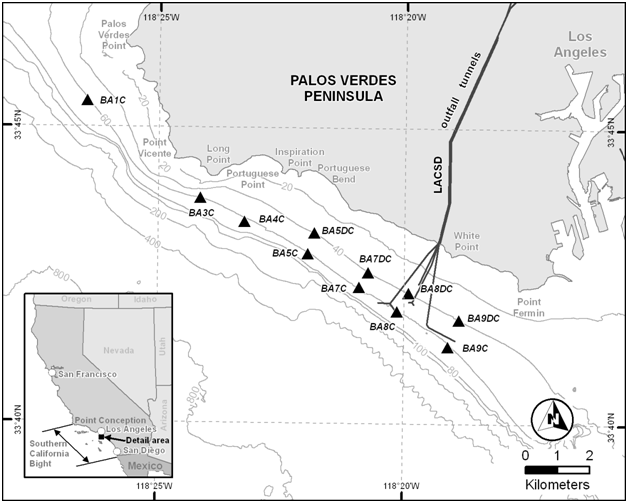 118°25'W
118°20'W
Palos
Verdes
Point
20
Los
Angeles
PALOS VERDES
PENINSULA
outfall tunnels
BA1C
60
33°45'N
33°45'N
Point
Vicente
Long
Point
Inspiration
Point
Portuguese
Bend
Portuguese
Point
20
20
LACSD
BA3C
BA4C
BA5DC
White
Point
200
400
40
BA5C
BA7DC
800
BA7C
BA8DC
Point
Fermin
BA8C
BA9DC
100
80
BA9C
800
Oregon
Idaho
Nevada
Utah
San Francisco
Arizona
Point Conception
Los Angeles
Detail area
Southern
California
Bight
San Diego
Mexico
33°40'N
33°40'N
N
0 1 2
Kilometers
118°25'W
118°20'W